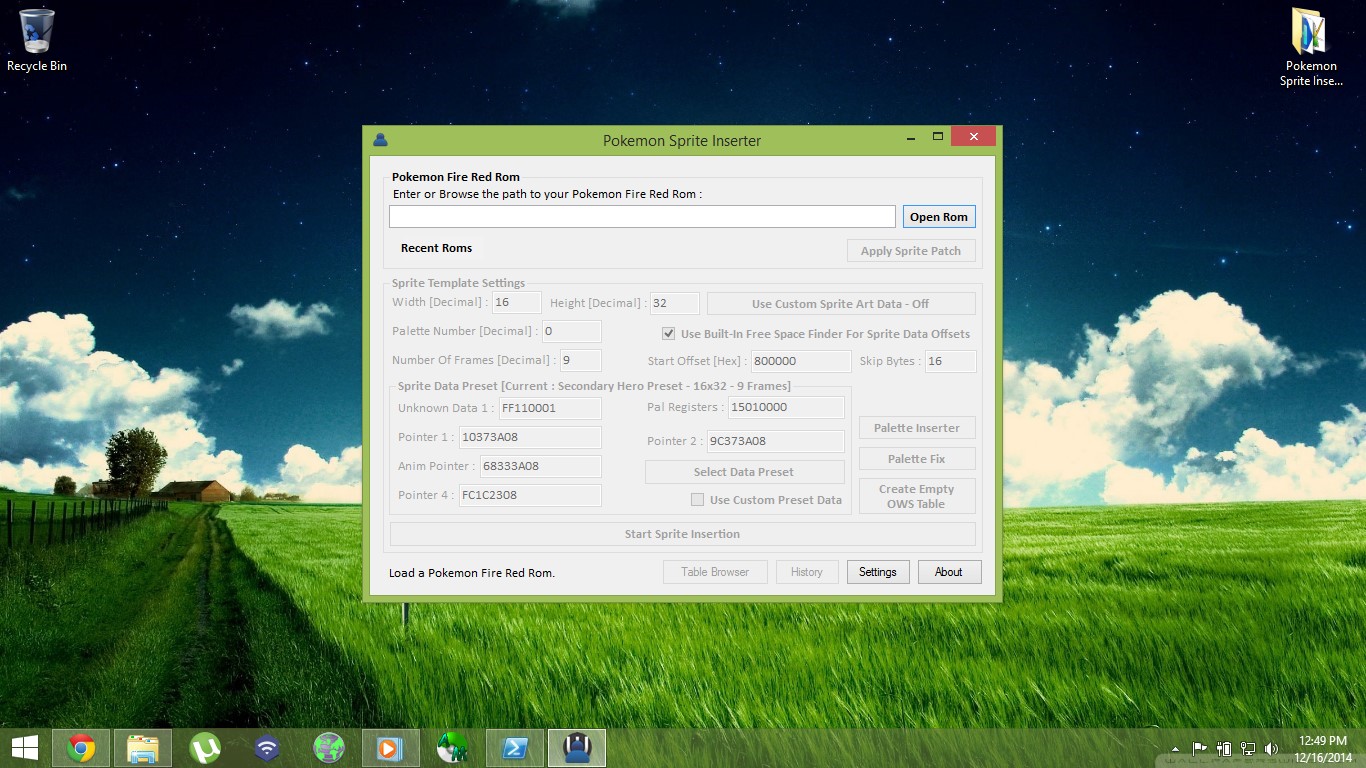 Recycle Bin
Pokemon
Sprite Inse...
Pokemon Sprite Inserter
Pokemon Fire Red Rom
Enter or Browse the path to your Pokemon Fire Red Rom :
Open Rom
Recent Roms
Apply Sprite Patch
Sprite Template Settings
Width [Decimal] : 16
Height [Decimal] : 32
Use Custom Sprite Art Data - Off
Palette Number [Decimal] : 0
Use Built-In Free Space Finder For Sprite Data Offsets
Number Of Frames [Decimal] : 9
Start Offset [Hex] : 800000
Skip Bytes : 16
Sprite Data Preset [Current : Secondary Hero Preset - 16x32 - 9 Frames]
Unknown Data 1 : FF110001
Pal Registers : 15010000
Pointer 1 : 10373A08
Pointer 2 : 9C373A08
Anim Pointer : 68333A08
Select Data Preset
Pointer 4 : FC1C2308
Use Custom Preset Data
Palette Inserter
Palette Fix
Create Empty
OWS Table
Start Sprite Insertion
Load a Pokemon Fire Red Rom.
Table Browser
History
Settings
About
12:49 PM
12/16/2014